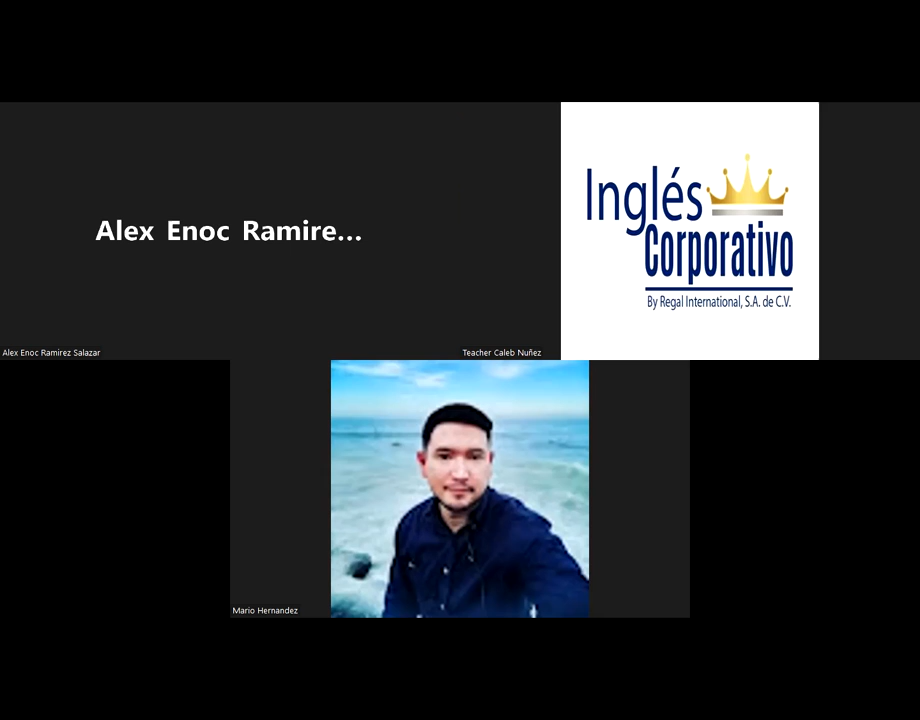 Alex Enoc Ramire...
Inglés
Corporativo
By Regal International, S.A. de C.V.
Alex Enoc Ramirez Salazar
Teacher Caleb Nuñez
Mario Hernandez